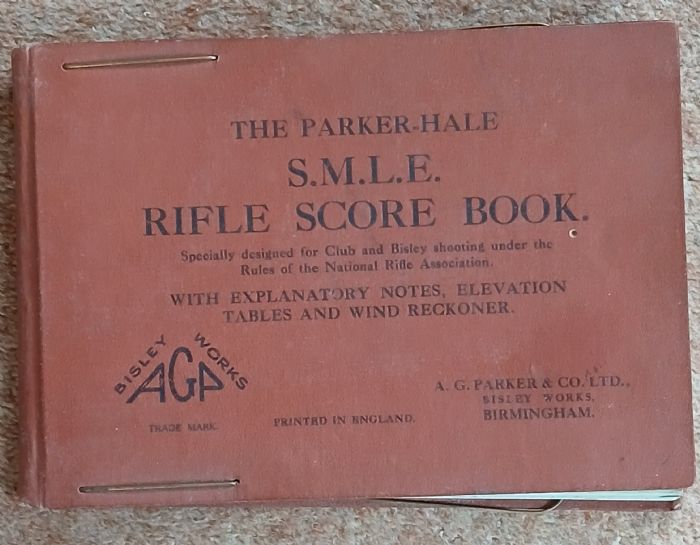 THE PARKER-HALE
S.M.L.E.
RIFLE SCORE BOOK.
Specially designed for Club and Bisley shooting under the
Rules of the National Rifle Association.
WITH EXPLANATORY NOTES, ELEVATION
TABLES AND WIND RECKONER.
BISLEY WORKS
AGP
TRADE MARK.
PRINTED IN ENGLAND.
A. G. PARKER & CO. LTD.,
BISLEY WORKS,
BIRMINGHAM.